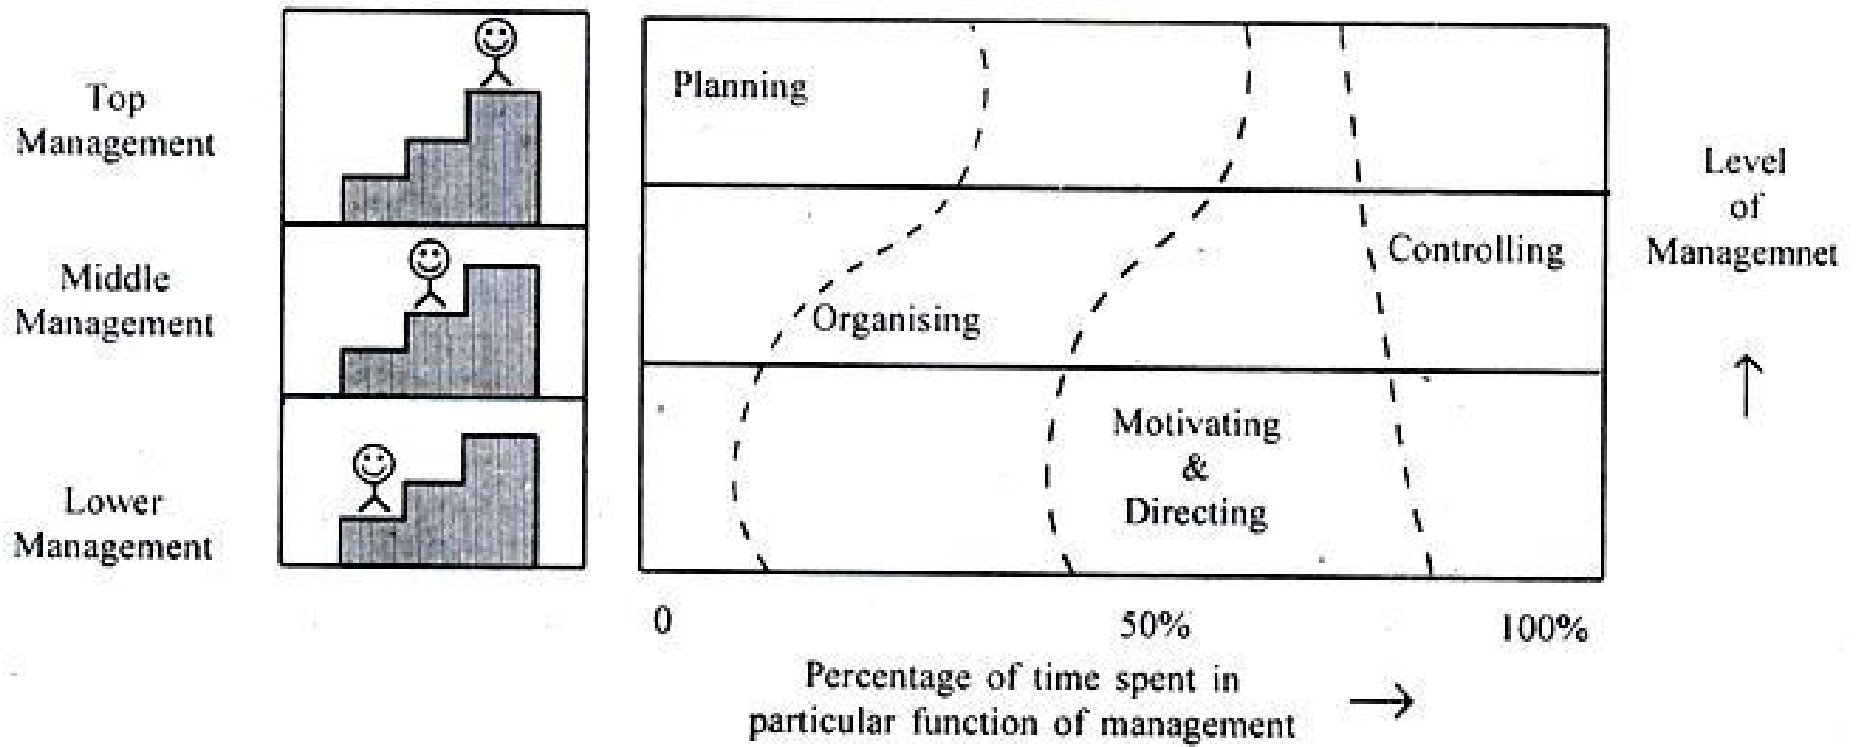 Top
Management
Middle
Management
Lower
Management
Planning
Organising
Controlling
Motivating
&
Directing
Level
of
Managemnet
0 50% 100%
Percentage of time spent in
particular function of management